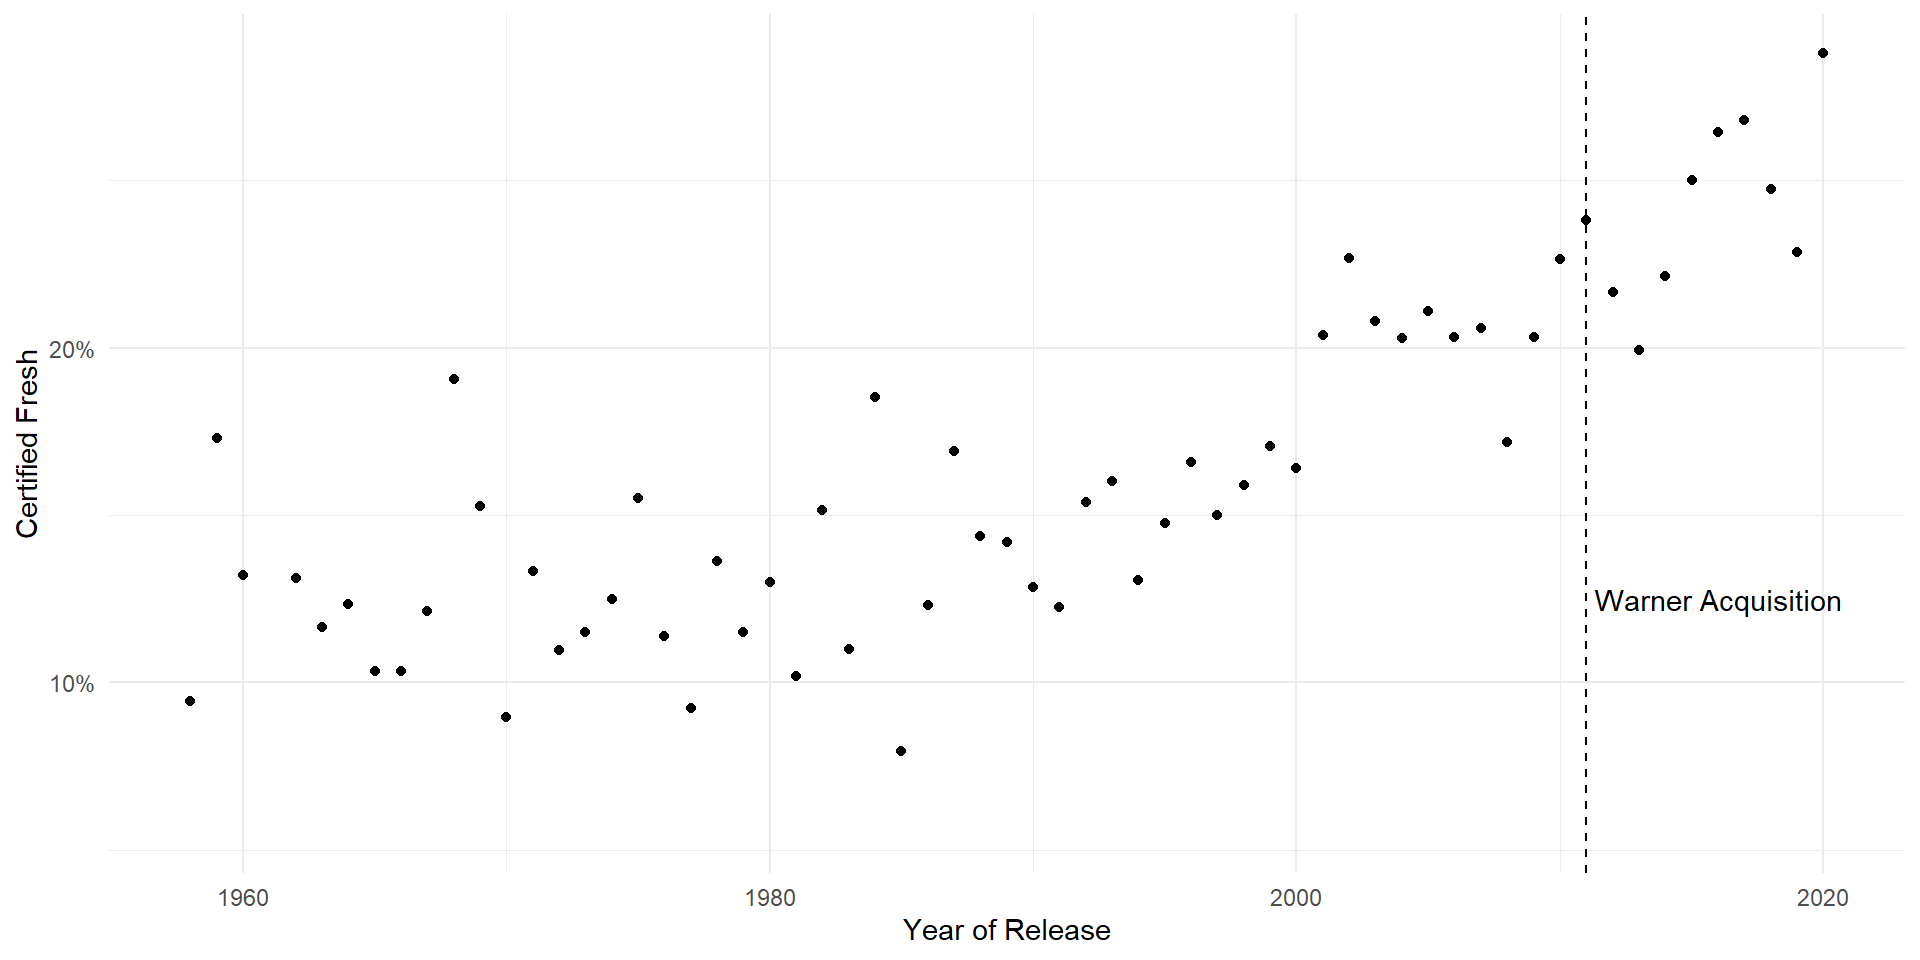 Certified Fresh
20%
10%
Warner Acquisition
1960 1980 2000 2020
Year of Release